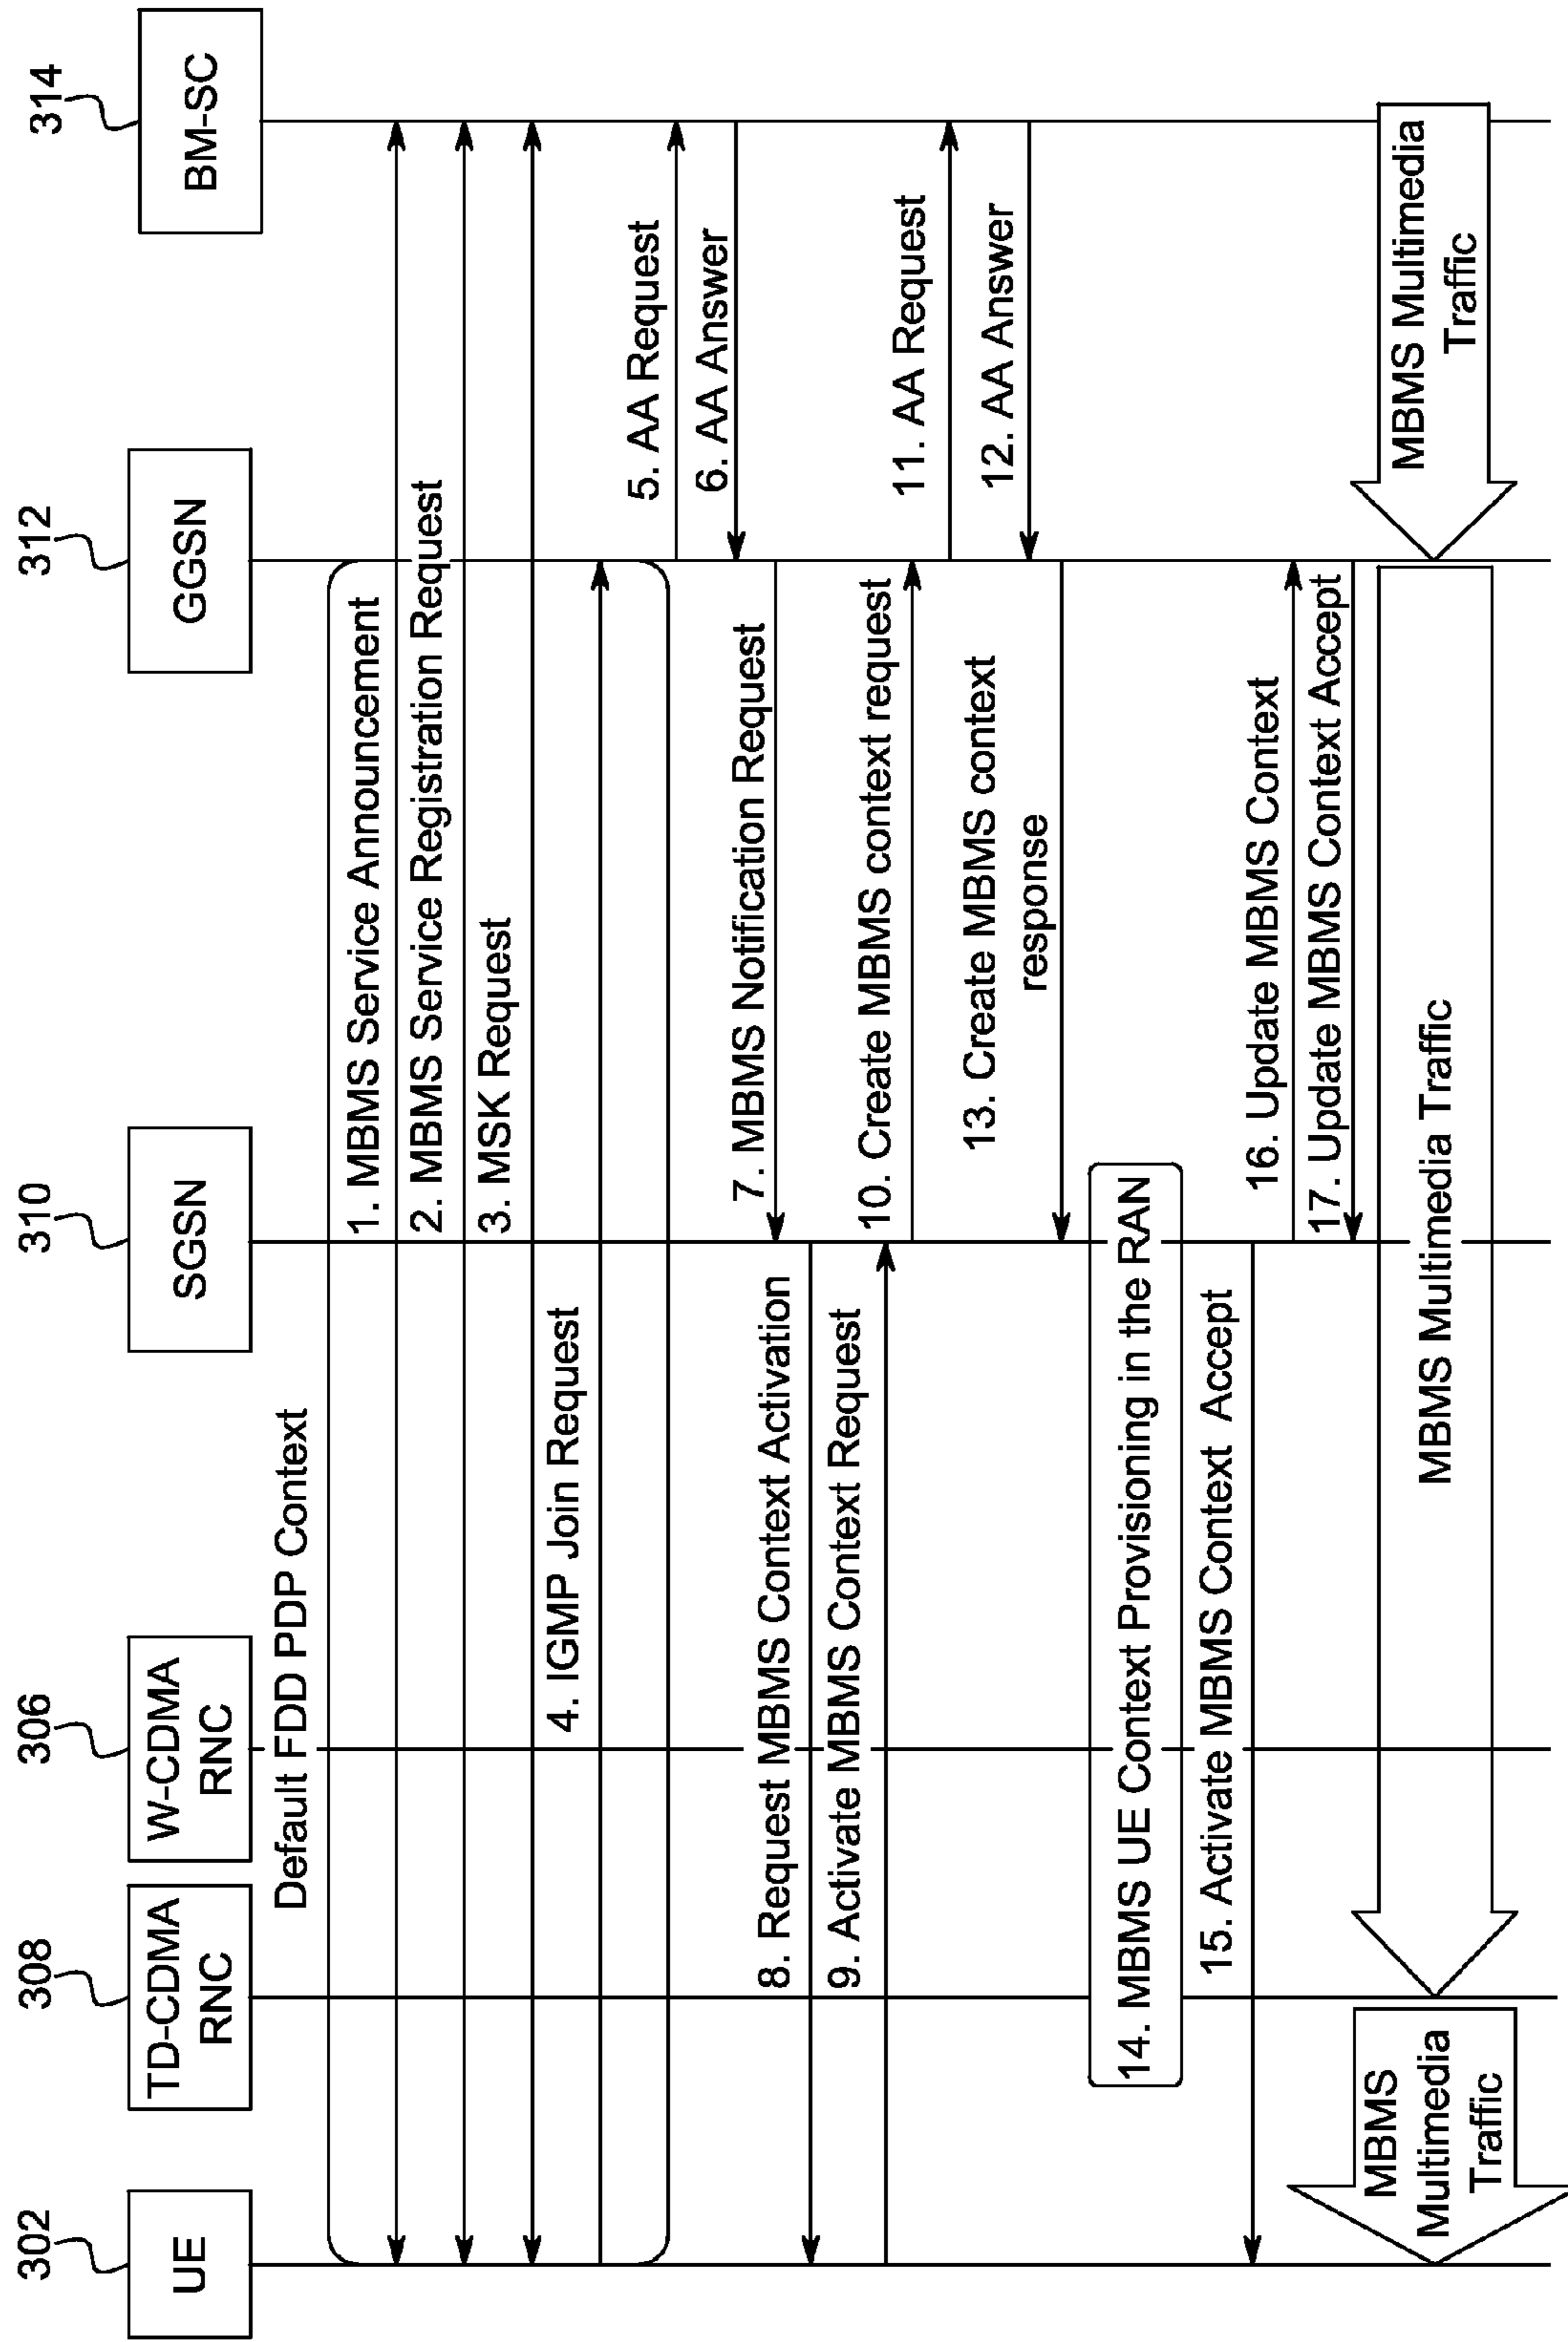 302
308
306
310
312
314
UE
TD-CDMA
RNC
W-CDMA
RNC
SGSN
GGSN
BM-SC
Default FDD PDP Context
1. MBMS Service Announcement
2. MBMS Service Registration Request
3. MSK Request
4. IGMP Join Request
5. AA Request
6. AA Answer
7. MBMS Notification Request
8. Request MBMS Context Activation
9. Activate MBMS Context Request
10. Create MBMS context request
11. AA Request
12. AA Answer
13. Create MBMS context
response
14. MBMS UE Context Provisioning in the RAN
15. Activate MBMS Context Accept
16. Update MBMS Context
17. Update MBMS Context Accept
MBMS
Multimedia
Traffic
MBMS Multimedia Traffic
MBMS Multimedia Traffic
MBMS Multimedia
Traffic